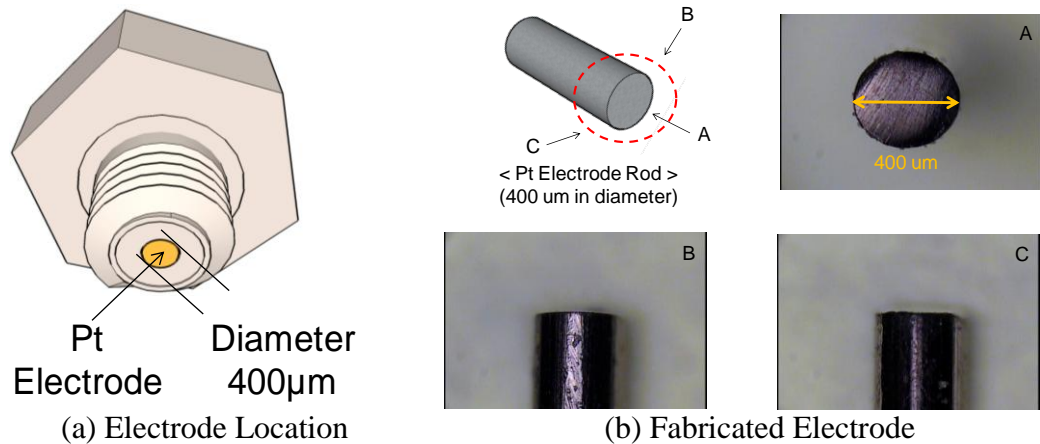 Pt
Electrode
Diameter
400µm
(a) Electrode Location
B
A
C
< Pt Electrode Rod >
(400 um in diameter)
A
400 um
B
C
(b) Fabricated Electrode